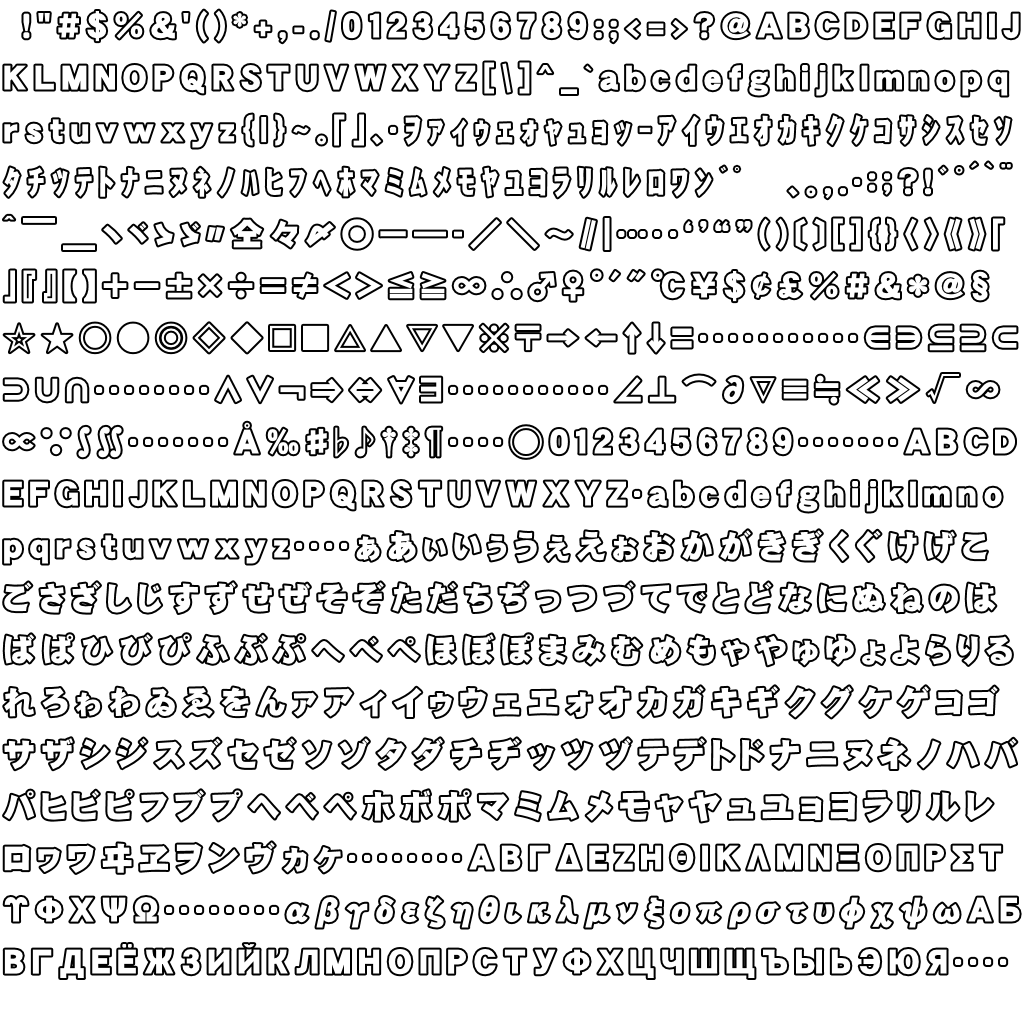 !"#$%&'()*+,-./0123456789:;<=>?@ABCDEFGHIJ
KLMNOPQRSTUVWXYZ[\]^_`abcdefghijklmnopq
rstuvwxyz{|}~｡｢｣､･ｦｧｨｩｪｫｬｭｮｯｰｱｲｳｴｵｶｷｸｹｺｻｼｽｾｿ
ﾀﾁﾂﾃﾄﾅﾆﾇﾈﾉﾊﾋﾌﾍﾎﾏﾐﾑﾒﾓﾔﾕﾖﾗﾘﾙﾚﾛﾜﾝﾞﾟ　、。，．・：；？！゛゜´｀¨
＾￣＿ヽヾゝゞ〃仝々〆〇ー―‐／＼～∥｜…‥‘’“”（）〔〕［］｛｝〈〉《》「
」『』【】＋－±×÷＝≠＜＞≦≧∞∴♂♀°′″℃￥＄￠￡％＃＆＊＠§
☆★○●◎◇◆□■△▲▽▼※〒→←↑↓〓・・・・・・・・・・・∈∋⊆⊇⊂
⊃∪∩・・・・・・・・∧∨￢⇒⇔∀∃・・・・・・・・・・・∠⊥⌒∂∇≡≒≪≫√∽
∝∵∫∬・・・・・・・Å‰♯♭♪†‡¶・・・・◯０１２３４５６７８９・・・・・・・ＡＢＣＤ
ＥＦＧＨＩＪＫＬＭＮＯＰＱＲＳＴＵＶＷＸＹＺ・ａｂｃｄｅｆｇｈｉｊｋｌｍｎｏ
ｐｑｒｓｔｕｖｗｘｙｚ・・・・ぁあぃいぅうぇえぉおかがきぎくぐけげこ
ごさざしじすずせぜそぞただちぢっつづてでとどなにぬねのは
ばぱひびぴふぶぷへべぺほぼぽまみむめもゃやゅゆょよらりる
れろゎわゐゑをんァアィイゥウェエォオカガキギクグケゲコゴ
サザシジスズセゼソゾタダチヂッツヅテデトドナニヌネノハバ
パヒビピフブプヘベペホボポマミムメモャヤュユョヨラリルレ
ロヮワヰヱヲンヴヵヶ・・・・・・・・ΑΒΓΔΕΖΗΘΙΚΛΜΝΞΟΠΡΣΤ
ΥΦΧΨΩ・・・・・・・・αβγδεζηθικλμνξοπρστυφχψωАБ
ВГДЕЁЖЗИЙКЛМНОПРСТУФХЦЧШЩЪЫЬЭЮЯ・・・・